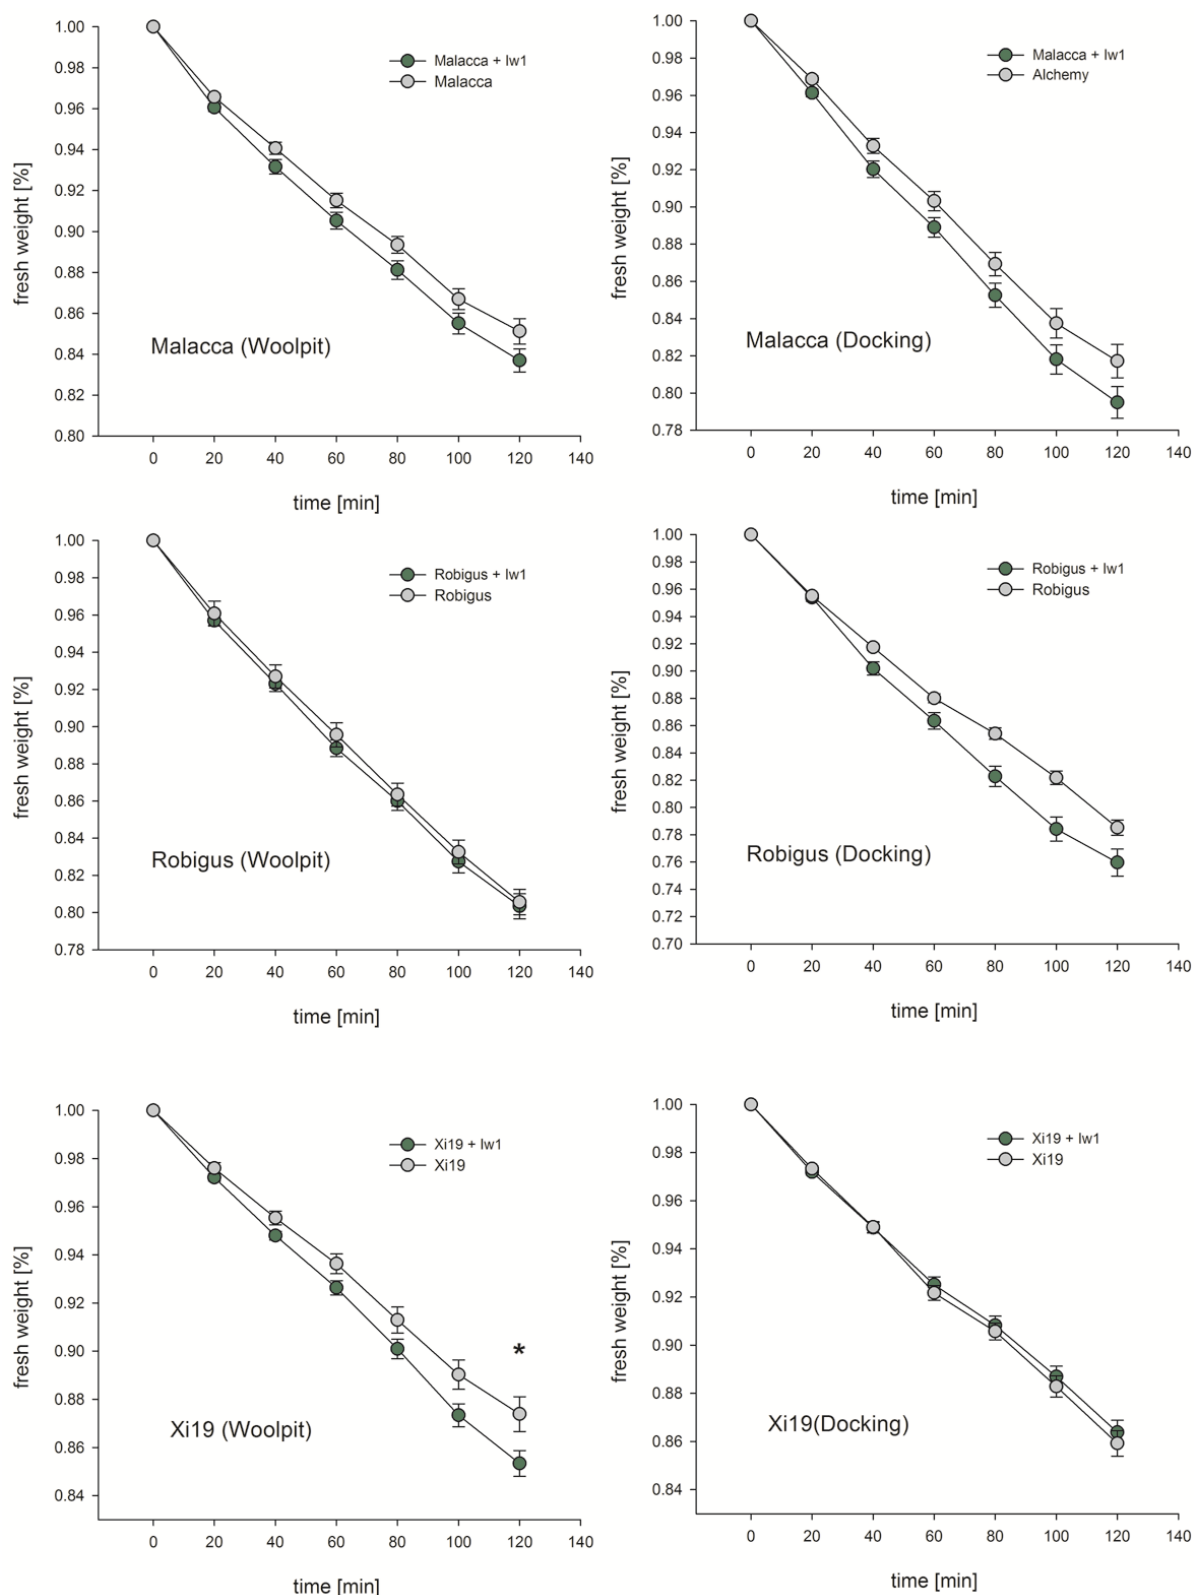 1.00
0.98
0.96
0.94
0.92
0.90
0.88
0.86
0.84
0.82
0.80
fresh weight [%]
Malacca + Iw1
Malacca
Malacca (Woolpit)
0 20 40 60 80 100 120 140
time [min]
1.00
0.98
0.96
0.94
0.92
0.90
0.88
0.86
0.84
0.82
0.80
0.78
fresh weight [%]
Malacca + Iw1
Alchemy
Malacca (Docking)
0 20 40 60 80 100 120 140
time [min]
1.00
0.98
0.96
0.94
0.92
0.90
0.88
0.86
0.84
0.82
0.80
0.78
fresh weight [%]
Robigus + Iw1
Robigus
Robigus (Woolpit)
0 20 40 60 80 100 120 140
time [min]
1.00
0.98
0.96
0.94
0.92
0.90
0.88
0.86
0.84
0.82
0.80
0.78
0.76
0.74
0.72
0.70
fresh weight [%]
Robigus + Iw1
Robigus
Robigus (Docking)
0 20 40 60 80 100 120 140
time [min]
1.00
0.98
0.96
0.94
0.92
0.90
0.88
0.86
0.84
fresh weight [%]
Xi19 + Iw1
Xi19
*
Xi19 (Woolpit)
0 20 40 60 80 100 120 140
time [min]
1.00
0.98
0.96
0.94
0.92
0.90
0.88
0.86
0.84
fresh weight [%]
Xi19 + Iw1
Xi19
Xi19(Docking)
0 20 40 60 80 100 120 140
time [min]